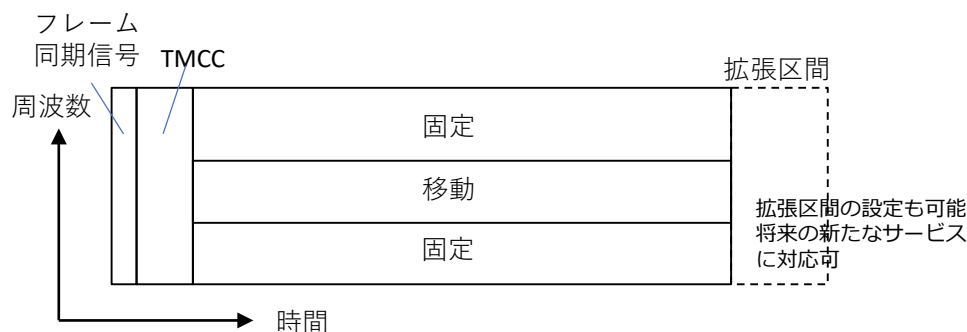 フレーム
同期信号
TMCC
拡張区間
周波数
固定
移動
固定
拡張区間の設定も可能
将来の新たなサービス
に対応可
時間